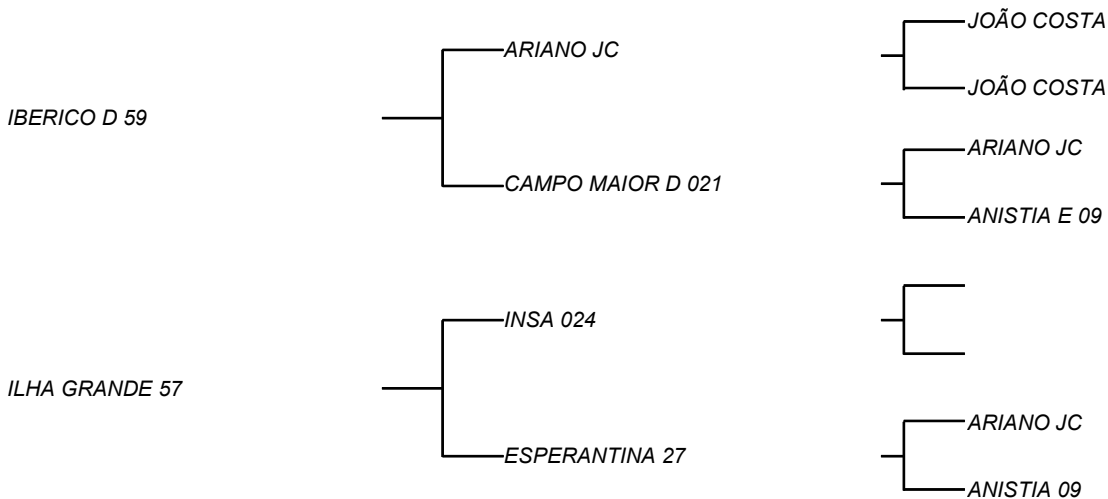 JOÃO COSTA
ARIANO JC
JOÃO COSTA
IBERICO D 59
ARIANO JC
CAMPO MAIOR D 021
ANISTIA E 09
INSA 024
ILHA GRANDE 57
ARIANO JC
ESPERANTINA 27
ANISTIA 09